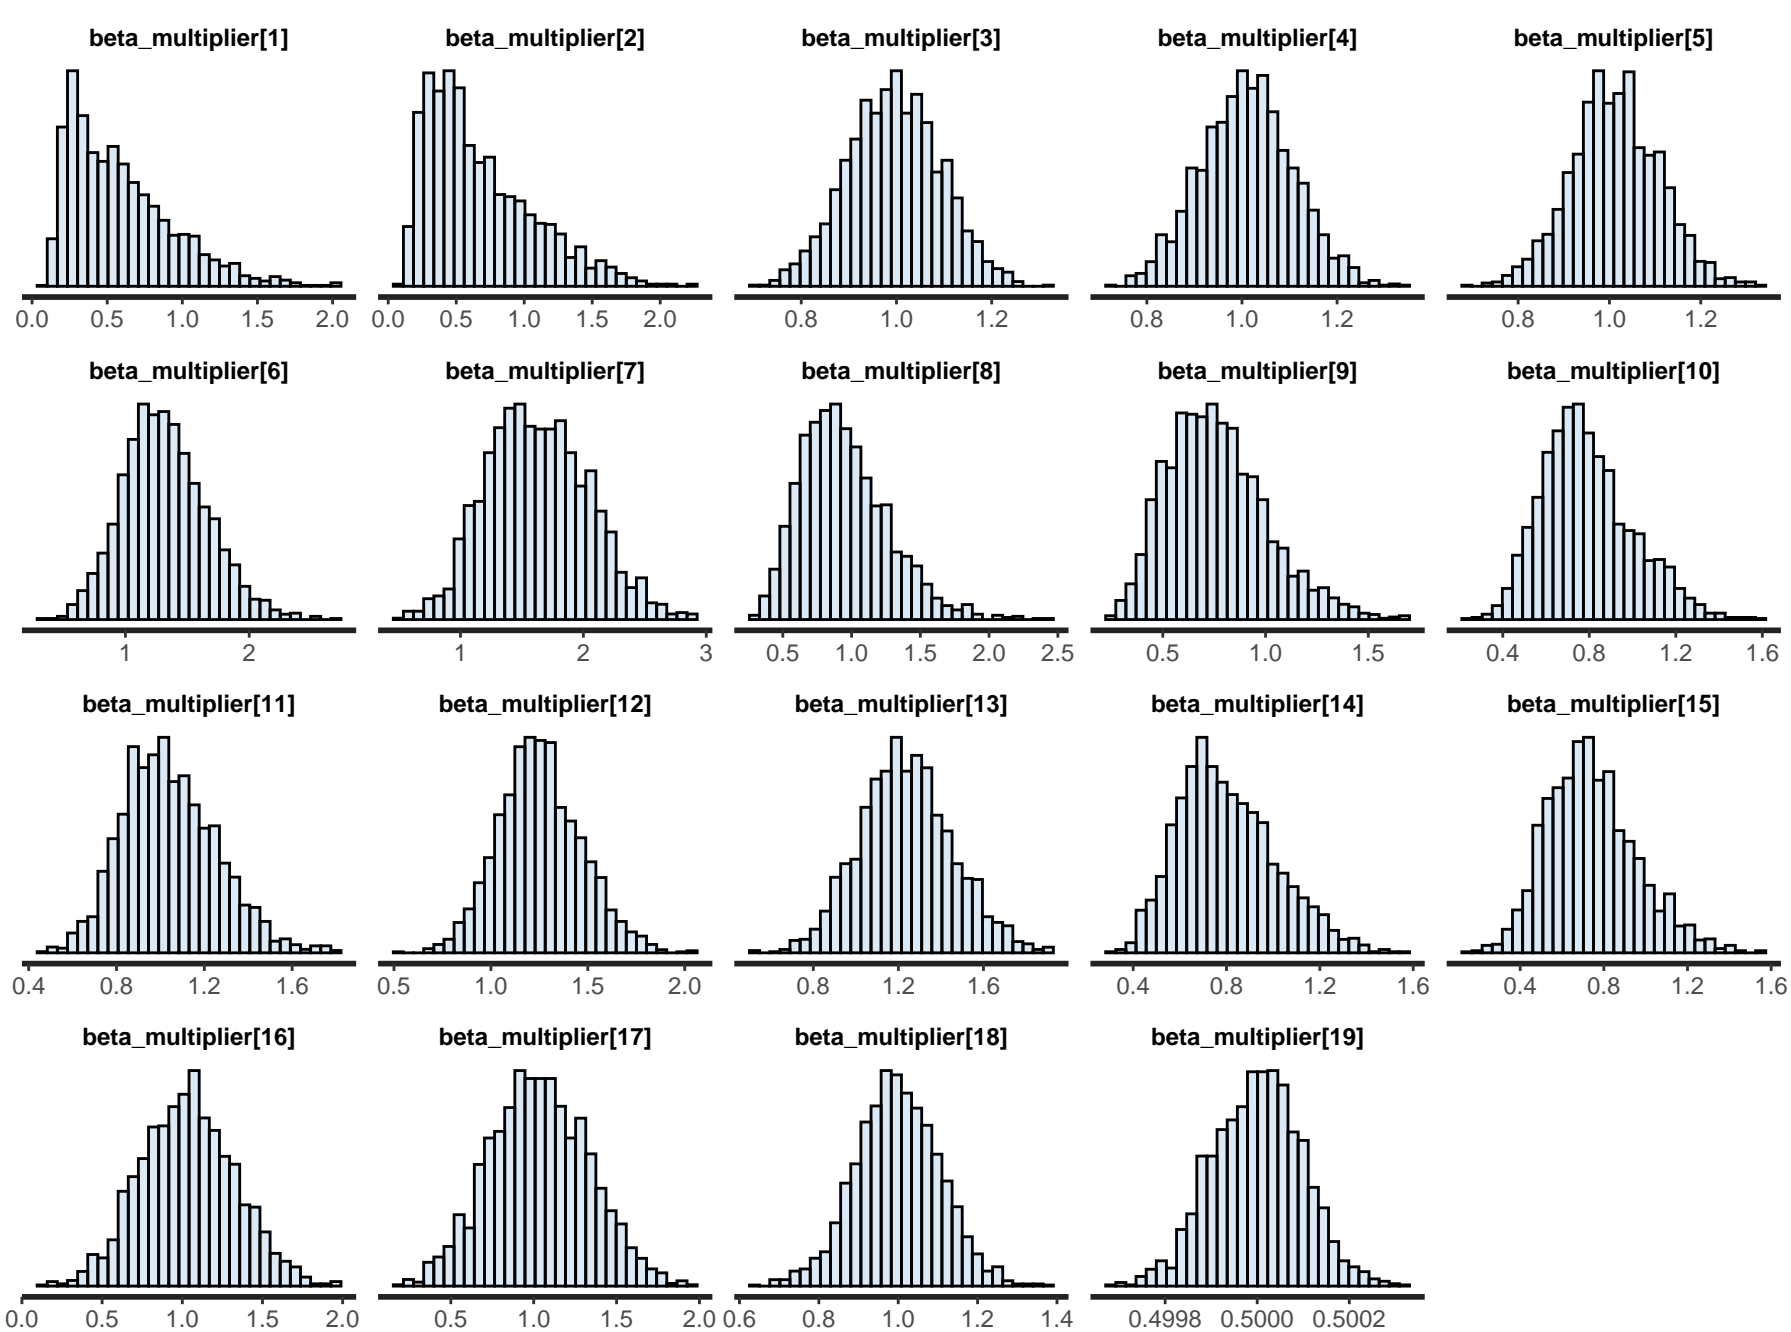 beta_multiplier[1] beta_multiplier[2] beta_multiplier[3] beta_multiplier[4] beta_multiplier[5]
0.0 0.5 1.0 1.5 2.0 0.0 0.5 1.0 1.5 2.0 0.8 1.0 1.2 0.8 1.0 1.2 0.8 1.0 1.2
beta_multiplier[6] beta_multiplier[7] beta_multiplier[8] beta_multiplier[9] beta_multiplier[10]
1 2 1 2 3 0.5 1.0 1.5 2.0 2.5 0.5 1.0 1.5 0.4 0.8 1.2 1.6
beta_multiplier[11] beta_multiplier[12] beta_multiplier[13] beta_multiplier[14] beta_multiplier[15]
0.4 0.8 1.2 1.6 0.5 1.0 1.5 2.0 0.8 1.2 1.6 0.4 0.8 1.2 1.6 0.4 0.8 1.2 1.6
beta_multiplier[16] beta_multiplier[17] beta_multiplier[18] beta_multiplier[19]
0.0 0.5 1.0 1.5 2.0 0.5 1.0 1.5 2.0 0.6 0.8 1.0 1.2 1.4 0.4998 0.5000 0.5002